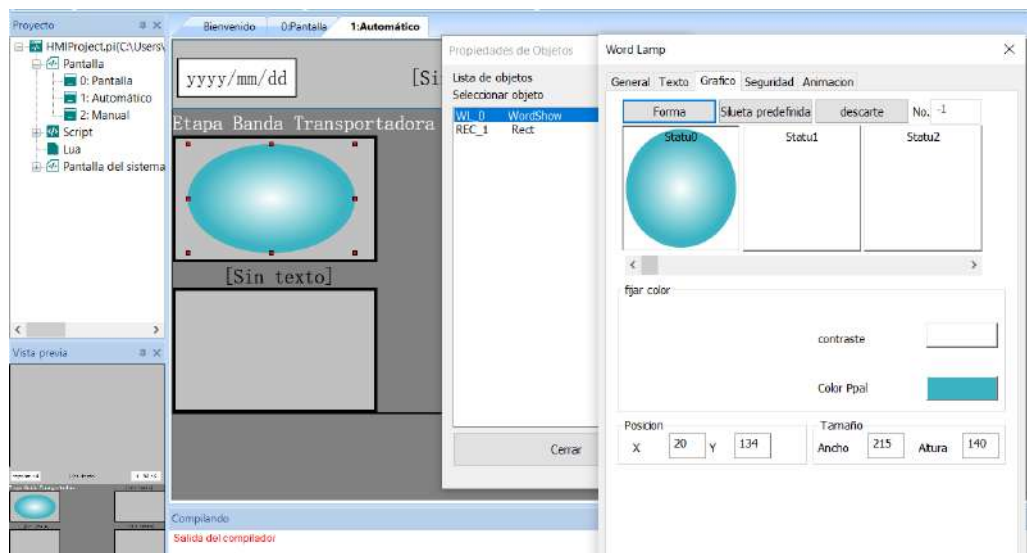 Proyecto
HMIProject.pi(C:\Users\
Pantalla
0: Pantalla
1: Automático
2: Manual
Script
Lua
Pantalla del sistema
Vista previa
Bienvenido
0:Pantalla
1:Automático
yyyy/mm/dd
[Si
Etapa Banda Transportadora
[Sin texto]
Compilando
Salida del compilador
Propiedades de Objetos
Lista de objetos
Seleccionar objeto
WL_0 WordShow
REC_1 Rect
Cerrar
Word Lamp
General Texto Grafico Seguridad Animacion
Forma
Silueta predefinida
descarte
No. -1
Statu0
Statu1
Statu2
fijar color
contraste
Color Ppal
Posicion
X 20 Y 134
Tamaño
Ancho 215 Altura 140